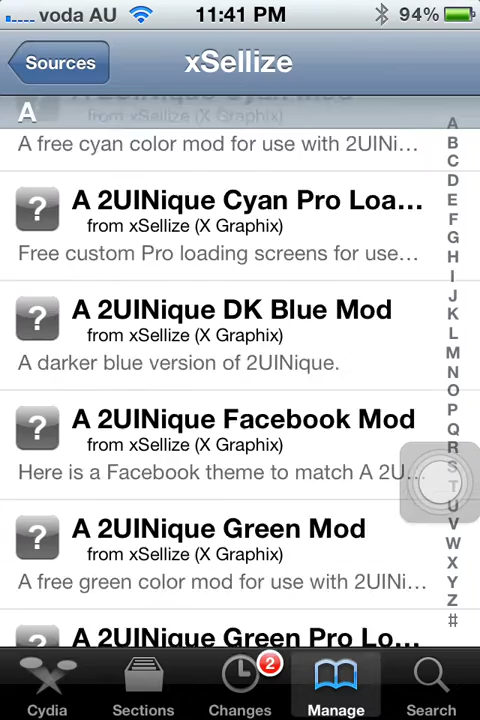 voda AU
11:41 PM
94%
Sources
xSellize
A 2UINique Cyan Mod
A
A free cyan color mod for use with 2UINi...
A 2UINique Cyan Pro Loa...
from xSellize (X Graphix)
Free custom Pro loading screens for use...
A 2UINique DK Blue Mod
from xSellize (X Graphix)
A darker blue version of 2UINique.
A 2UINique Facebook Mod
from xSellize (X Graphix)
Here is a Facebook theme to match A 2U...
A 2UINique Green Mod
from xSellize (X Graphix)
A free green color mod for use with 2UINi...
A 2UINique Green Pro Lo...
A
B
C
D
E
F
G
H
I
J
K
L
M
N
O
P
Q
R
S
T
U
V
W
X
Y
Z
#
2
Cydia
Sections
Changes
Manage
Search